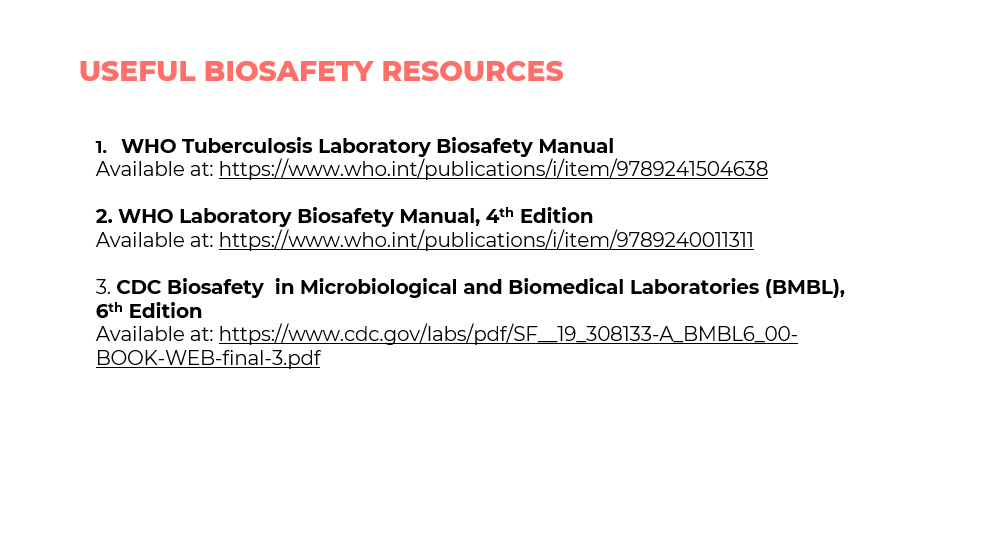 USEFUL BIOSAFETY RESOURCES
1. WHO Tuberculosis Laboratory Biosafety Manual
Available at: https://www.who.int/publications/i/item/9789241504638
2. WHO Laboratory Biosafety Manual, 4th Edition
Available at: https://www.who.int/publications/i/item/9789240011311
3. CDC Biosafety  in Microbiological and Biomedical Laboratories (BMBL),
6th Edition
Available at: https://www.cdc.gov/labs/pdf/SF__19_308133-A_BMBL6_00-
BOOK-WEB-final-3.pdf